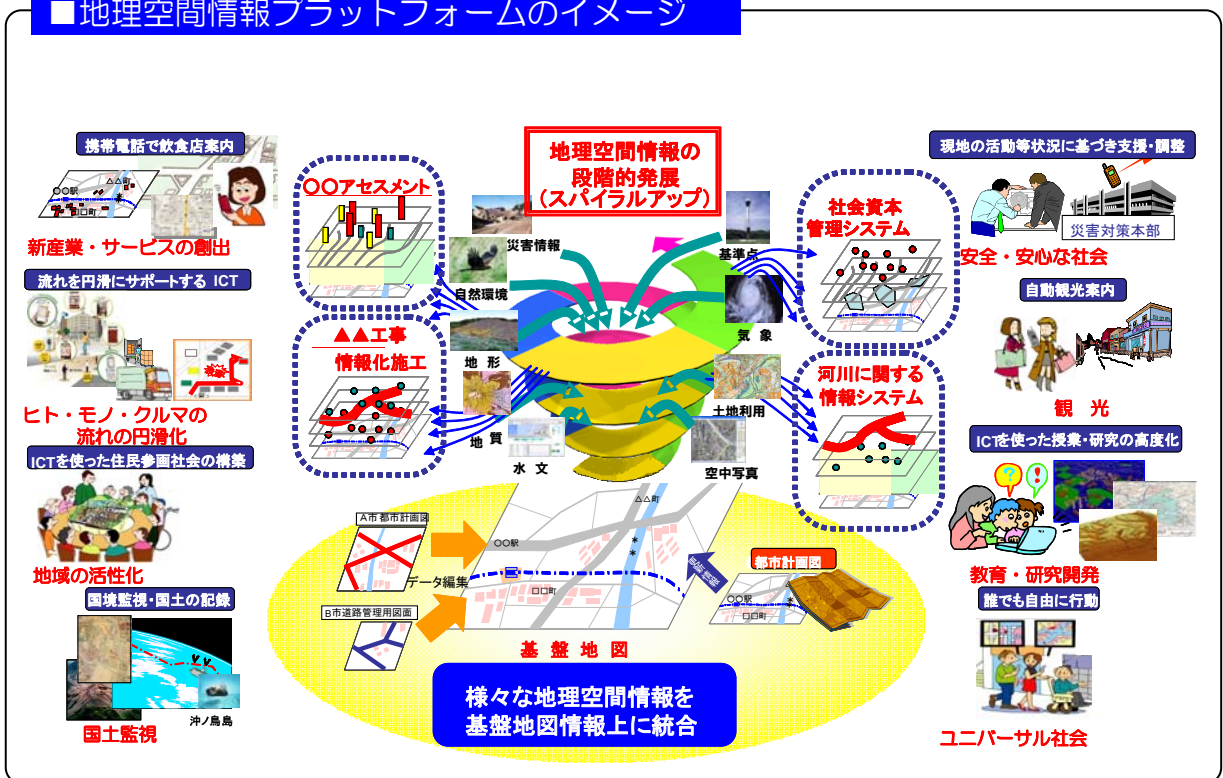 ■地理空間情報プラットフォームのイメージ
携帯電話で飲食店案内
〇〇駅
△△町
口口町
新産業・サービスの創出
流れを円滑にサポートする ICT
ヒト・モノ・クルマの
流れの円滑化
ICTを使った住民参画社会の構築
地域の活性化
国境監視・国土の記録
沖ノ鳥島
国土監視
〇〇アセスメント
▲▲工事
情報化施工
地理空間情報の
段階的発展
(スパイラルアップ)
災害情報
自然環境
地 形
地 質
水 文
基準点
気 象
土地利用
空中写真
社会資本
管理システム
河川に関する
情報システム
A市都市計画図
データ編集
B市道路管理用図面
〇〇駅
△△町
口口町
都市計画図
〇〇駅
口口町
基 盤 地 図
様々な地理空間情報を
基盤地図情報上に統合
現地の活動等状況に基づき支援・調整
災害対策本部
安全・安心な社会
自動観光案内
観 光
ICTを使った授業・研究の高度化
?
!
教育・研究開発
誰でも自由に行動
ユニバーサル社会